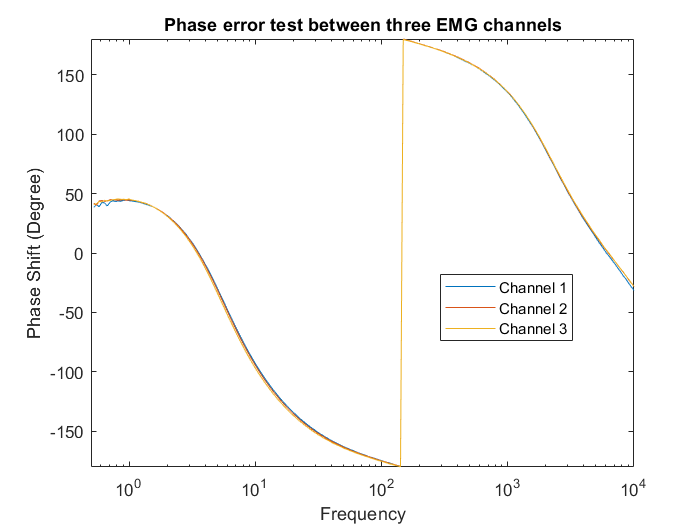 Phase error test between three EMG channels
Phase Shift (Degree)
150
100
50
0
-50
-100
-150
Channel 1
Channel 2
Channel 3
10^0 10^1 10^2 10^3 10^4
Frequency